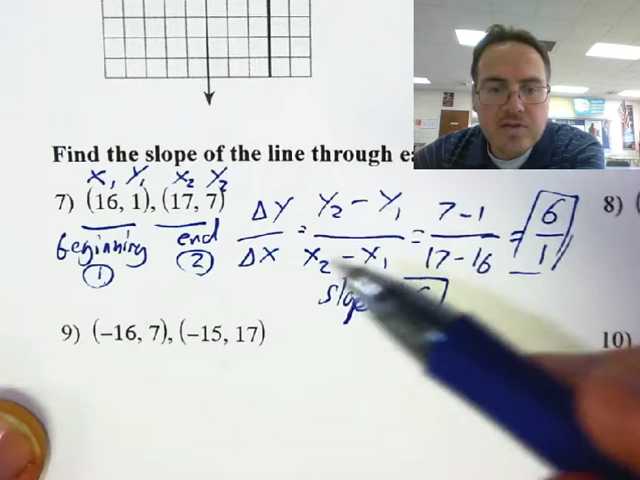 Find the slope of the line through
x₁ y₁ x₂ y₂
7) (16, 1), (17, 7)
beginning end
① ②
Δy/Δx = (y₂ − y₁)/(x₂ − x₁) = (7 − 1)/(17 − 16) = 6/1
slope
8) (
9) (−16, 7), (−15, 17)
10)